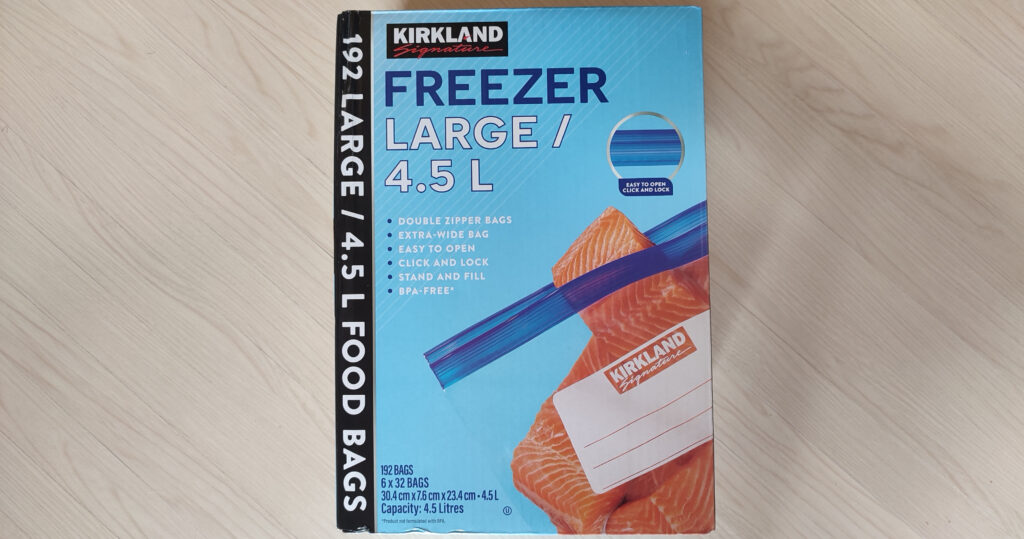 192 LARGE / 4.5 L FOOD BAGS
KIRKLAND
Signature
FREEZER
LARGE /
4.5 L
EASY TO OPEN
CLICK AND LOCK
• DOUBLE ZIPPER BAGS
• EXTRA-WIDE BAG
• EASY TO OPEN
• CLICK AND LOCK
• STAND AND FILL
• BPA-FREE*
KIRKLAND
Signature
192 BAGS
6 x 32 BAGS
30.4 cm x 7.6 cm x 23.4 cm • 4.5 L
Capacity: 4.5 Litres
*Product not formulated with BPA.
U